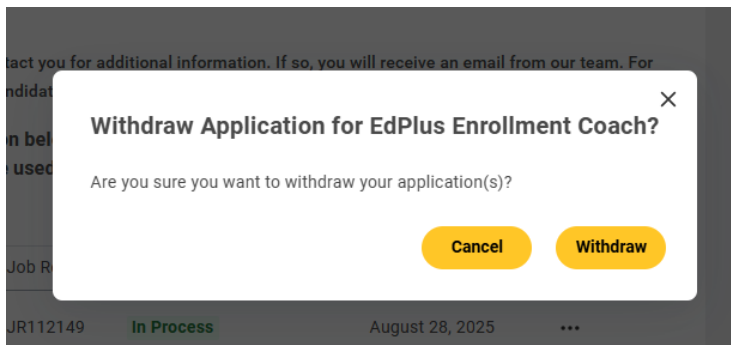 tact you for additional information. If so, you will receive an email from our team. For
ndidat
Withdraw Application for EdPlus Enrollment Coach?
n bel
used
Are you sure you want to withdraw your application(s)?
Cancel Withdraw
Job R
JR112149 In Process August 28, 2025 •••